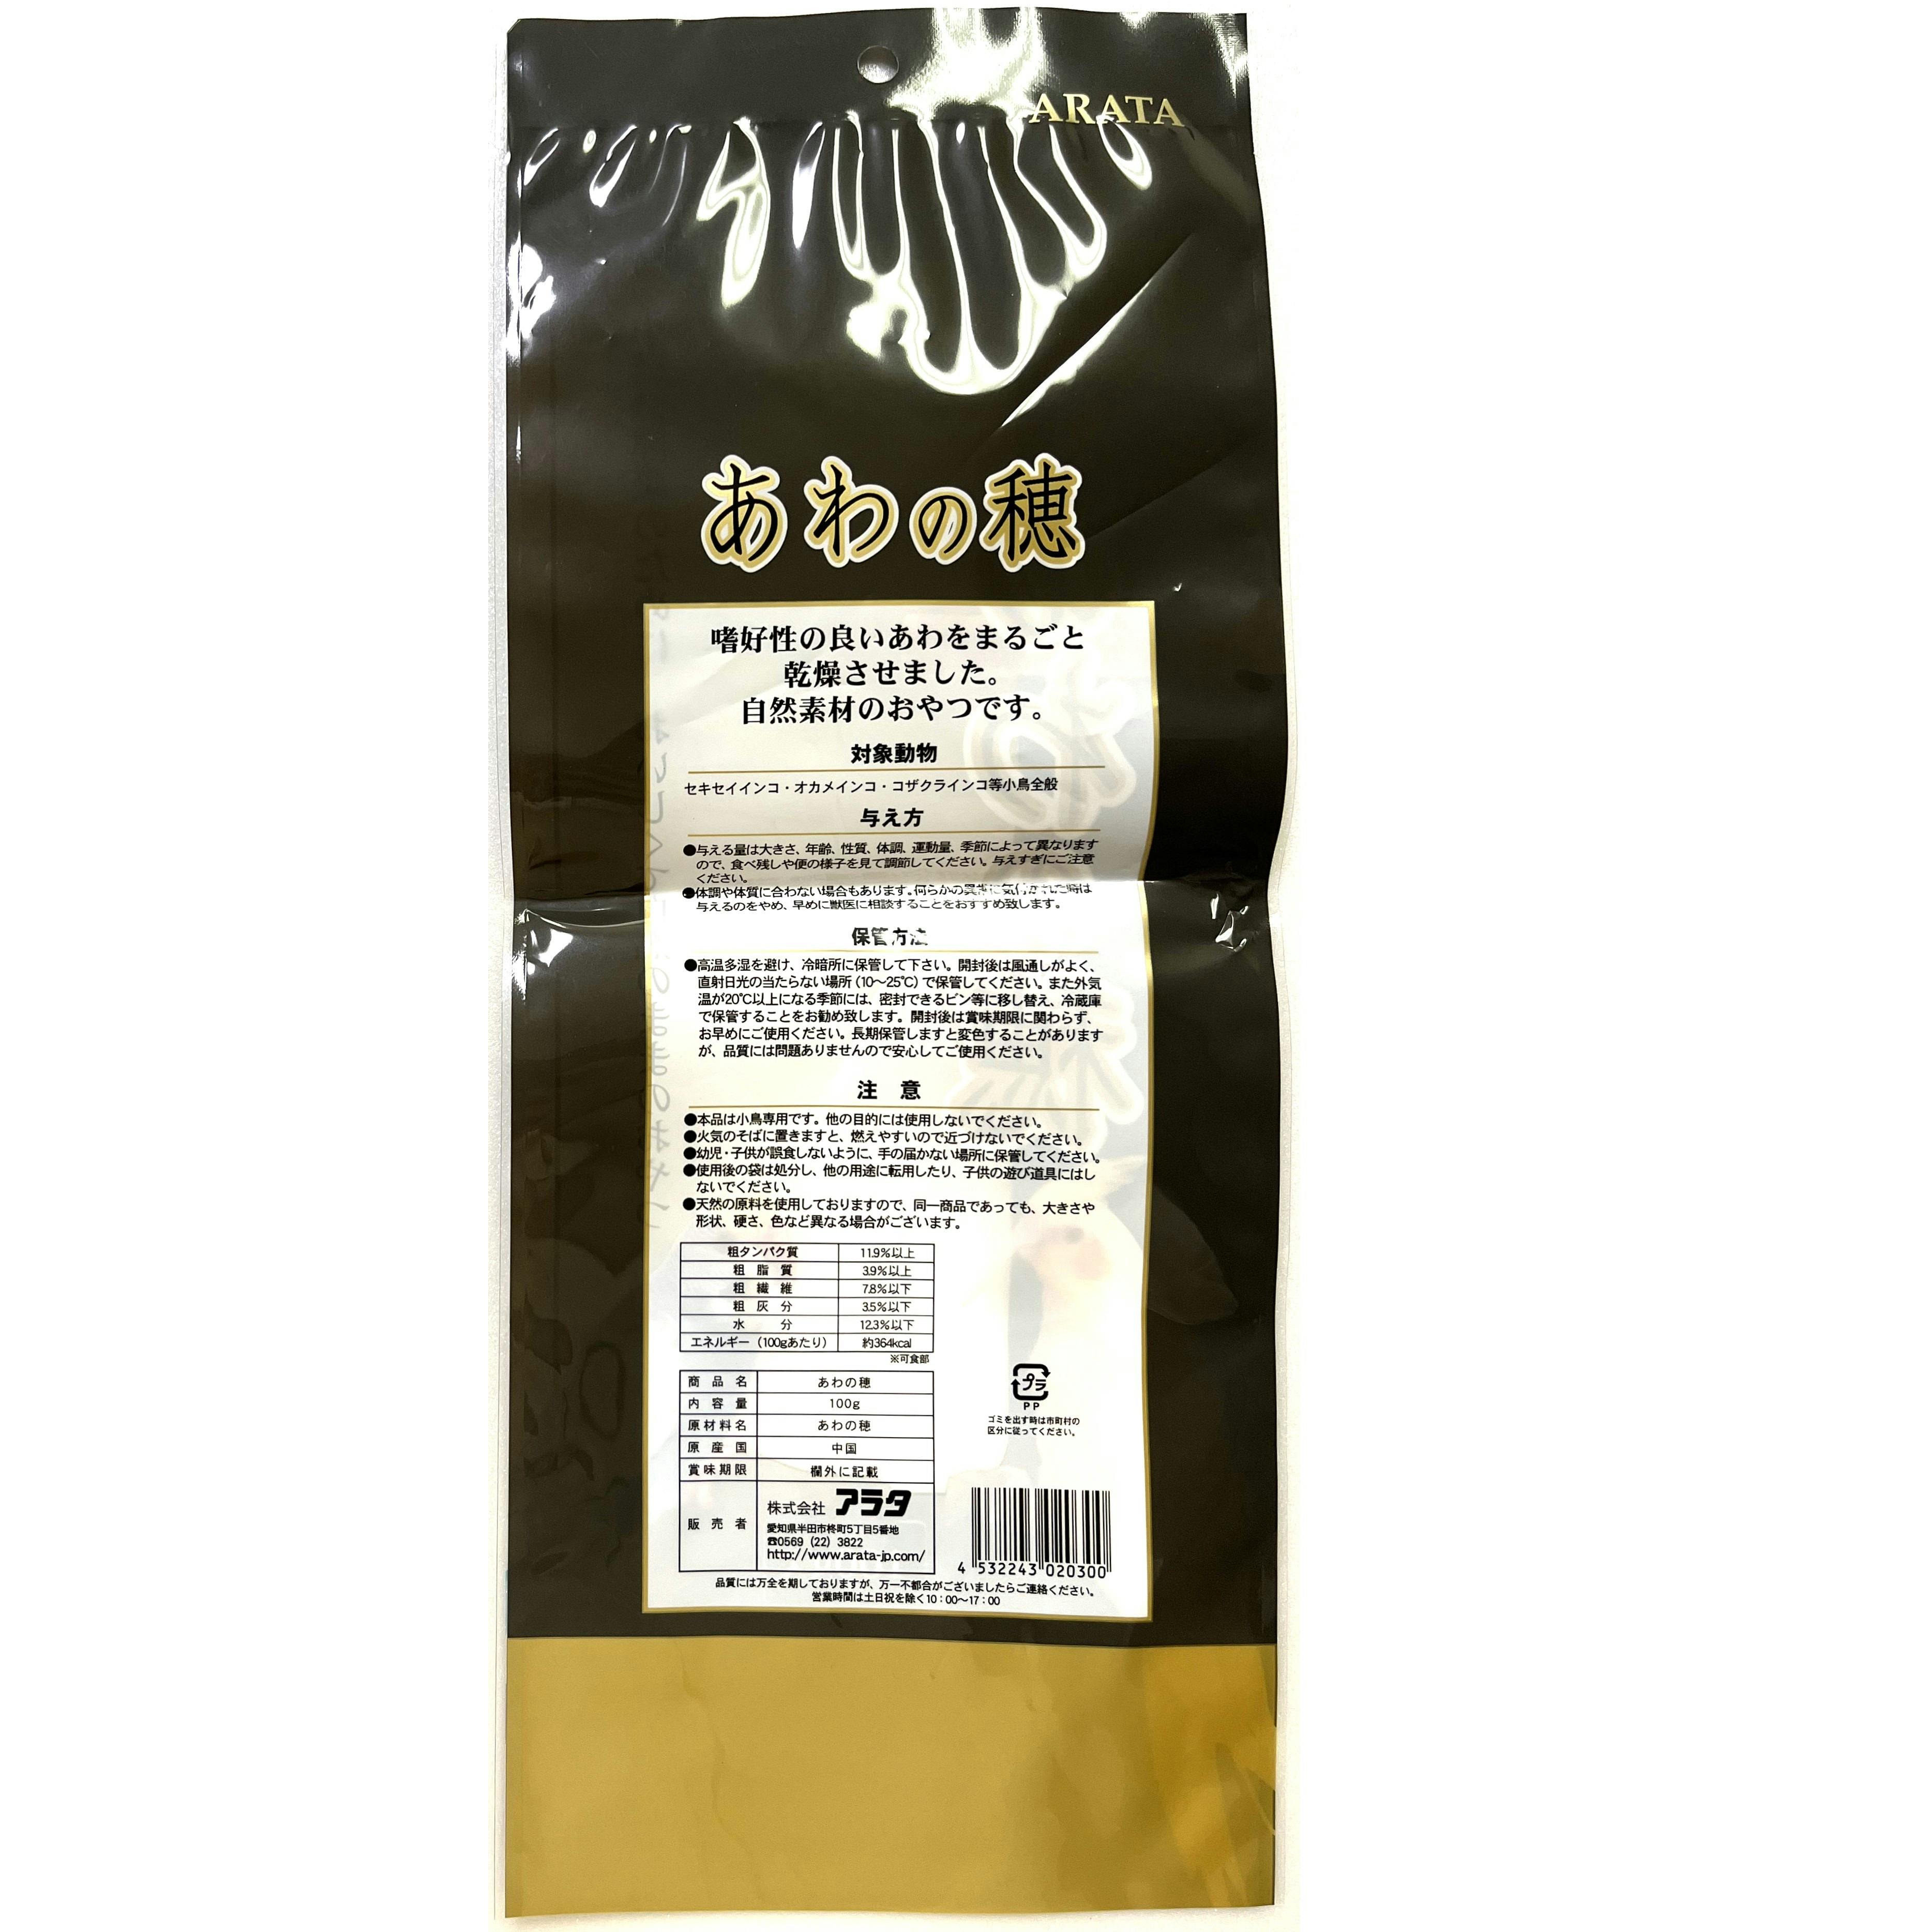 ARATA
あわの穂
嗜好性の良いあわをまるごと
乾燥させました。
自然素材のおやつです。
対象動物
セキセイインコ・オカメインコ・コザクラインコ等小鳥全般
与え方
●与える量は大きさ、年齢、性質、体調、運動量、季節によって異なります
ので、食べ残しや便の様子を見て調節してください。与えすぎにご注意
ください。
●体調や体質に合わない場合もあります。何らかの異常に気付かれた時は
与えるのをやめ、早めに獣医に相談することをおすすめ致します。
保管方法
●高温多湿を避け、冷暗所に保管して下さい。開封後は風通しがよく、
直射日光の当たらない場所（10〜25℃）で保管してください。また外気
温が20℃以上になる季節には、密封できるビン等に移し替え、冷蔵庫
で保管することをお勧め致します。開封後は賞味期限に関わらず、
お早めにご使用ください。長期保管しますと変色することがあります
が、品質には問題ありませんので安心してご使用ください。
注 意
●本品は小鳥専用です。他の目的には使用しないでください。
●火気のそばに置きますと、燃えやすいので近づけないでください。
●幼児・子供が誤食しないように、手の届かない場所に保管してください。
●使用後の袋は処分し、他の用途に転用したり、子供の遊び道具にはし
ないでください。
●天然の原料を使用しておりますので、同一商品であっても、大きさや
形状、硬さ、色など異なる場合がございます。
粗タンパク質 11.9%以上
粗脂質 3.9%以上
粗繊維 7.8%以下
粗灰分 3.5%以下
水分 12.3%以下
エネルギー（100gあたり） 約364kcal
※可食部
商品名 あわの穂
内容量 100g
原材料名 あわの穂
原産国 中国
賞味期限 欄外に記載
販売者 株式会社 アラタ
愛知県半田市柊町5丁目5番地
☎0569（22）3822
http://www.arata-jp.com/
プラ
PP
ゴミを出す時は市町村の
区分に従ってください。
4 532243 020300
品質には万全を期しておりますが、万一不都合がございましたらご連絡ください。
営業時間は土日祝を除く10：00〜17：00